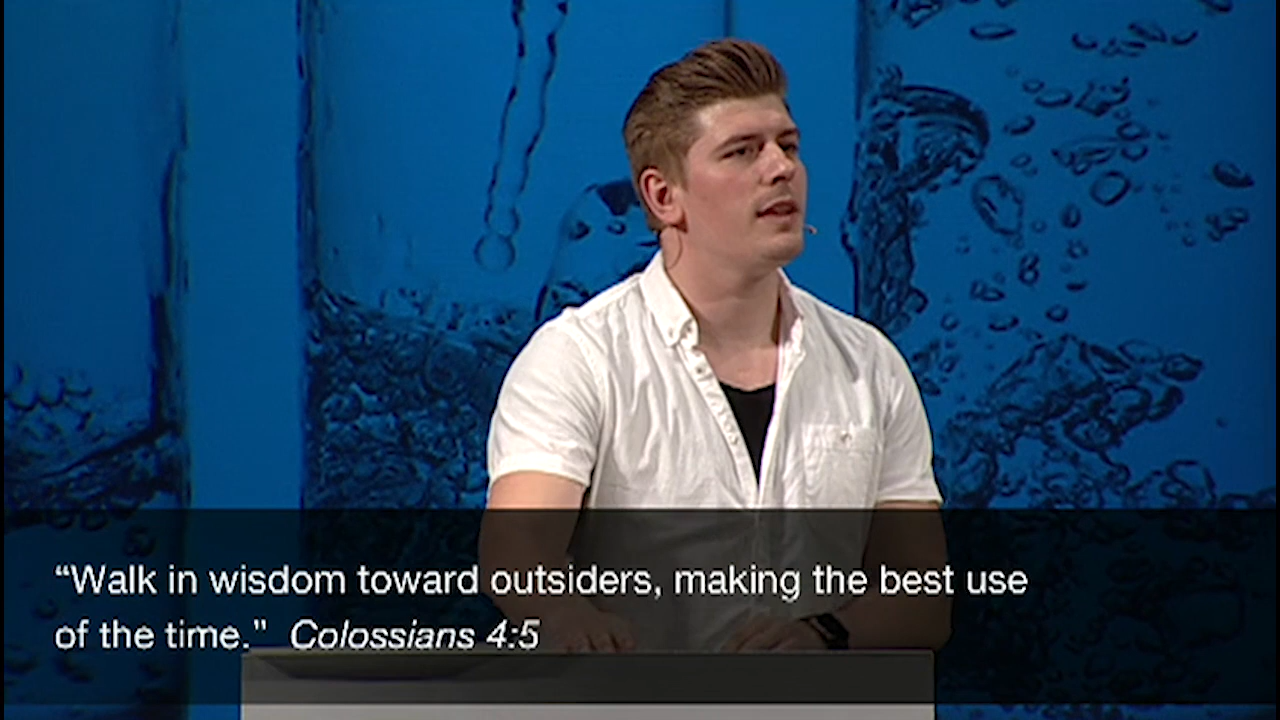 “Walk in wisdom toward outsiders, making the best use
of the time.” Colossians 4:5